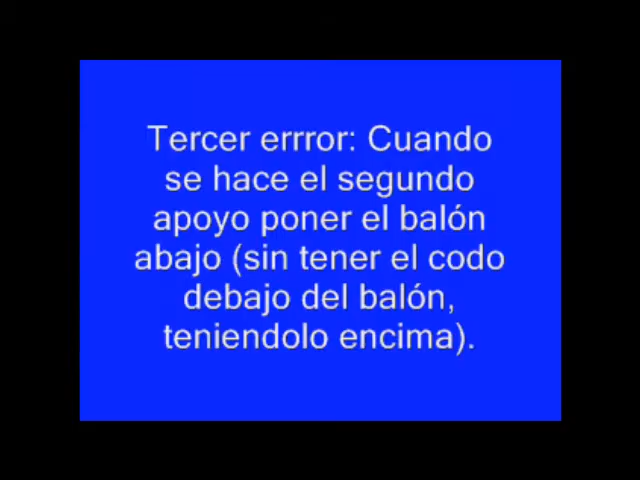 Tercer errror: Cuando
se hace el segundo
apoyo poner el balón
abajo (sin tener el codo
debajo del balón,
teniendolo encima).